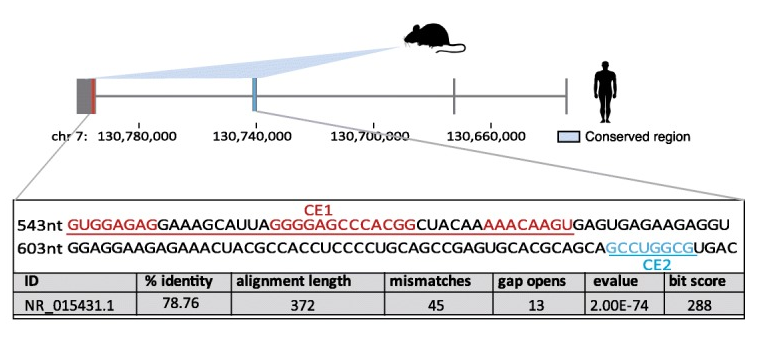 chr 7: 130,780,000 130,740,000 130,700,000 130,660,000 Conserved region
CE1
543nt GUGGAGAGGAAAGCAUUAGGGGAGCCCACGGCUACAAAAACAAGUGAGUGAGAAGAGGU
603nt GGAGGAAGAGAAACUACGCCACCUCCCCUGCAGCCGAGUGCACGCAGCAGCCUGGCGUGAC
CE2
ID % identity alignment length mismatches gap opens evalue bit score
NR_015431.1 78.76 372 45 13 2.00E-74 288